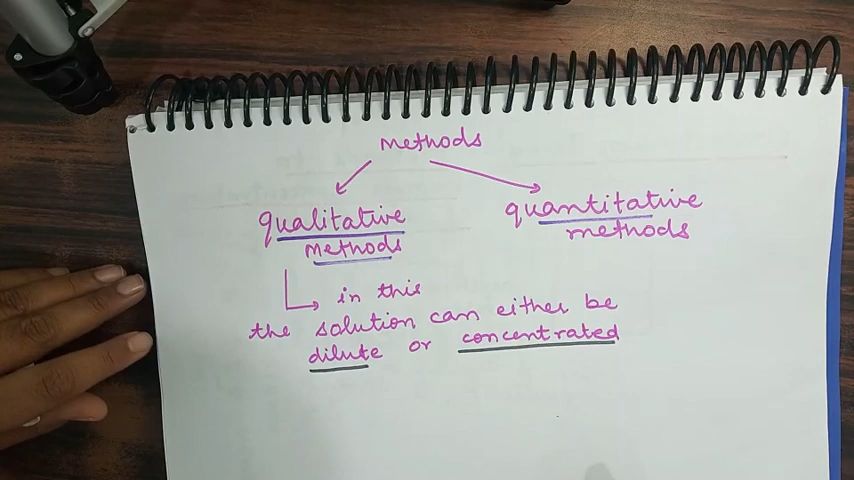 methods
qualitative quantitative
methods methods
in this
the solution can either be
dilute or concentrated